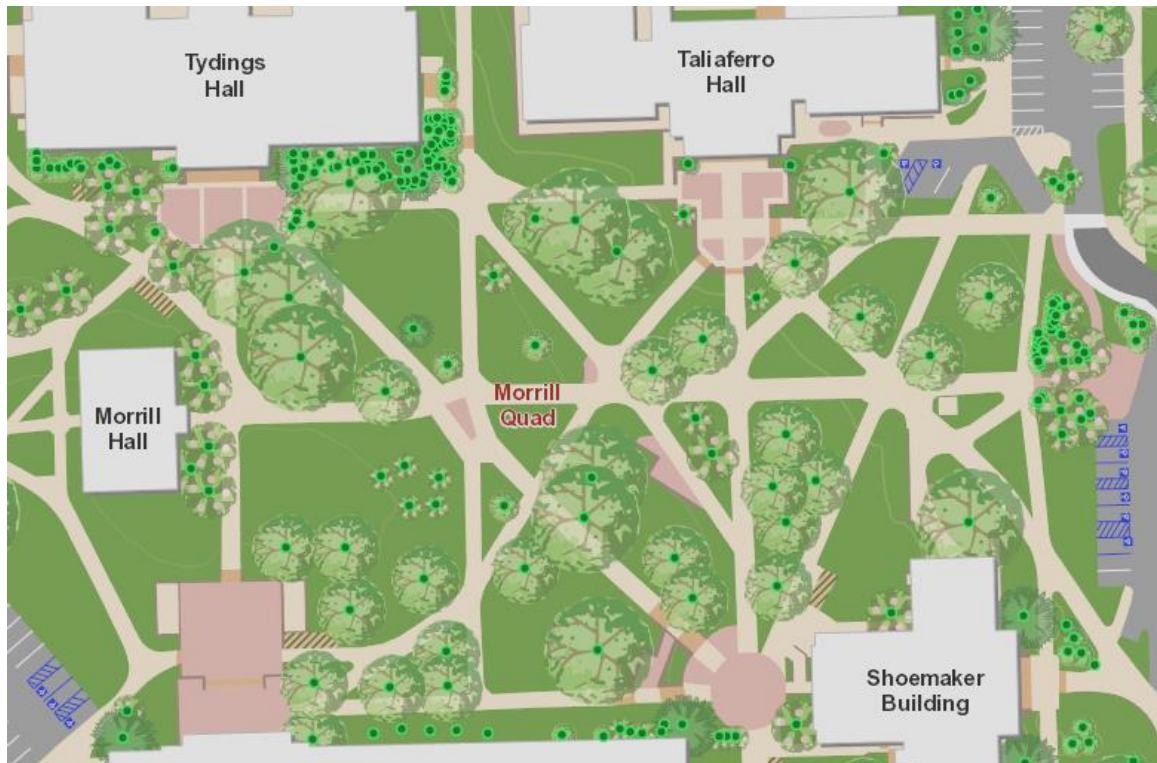 Tydings
Hall
Taliaferro
Hall
Morrill
Quad
Morrill
Hall
Shoemaker
Building